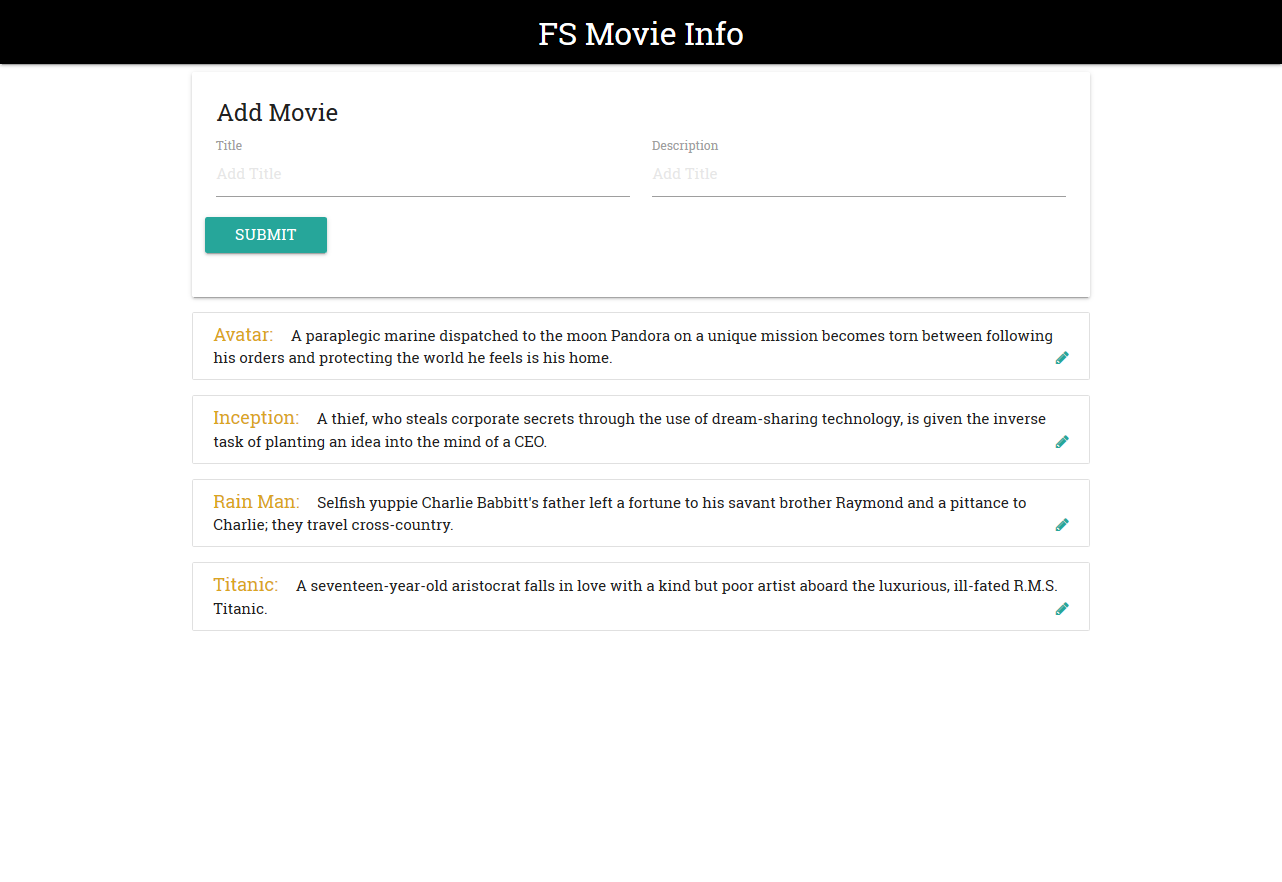 FS Movie Info
Add Movie
Title
Description
Add Title
Add Title
SUBMIT
Avatar: A paraplegic marine dispatched to the moon Pandora on a unique mission becomes torn between following
his orders and protecting the world he feels is his home.
Inception: A thief, who steals corporate secrets through the use of dream-sharing technology, is given the inverse
task of planting an idea into the mind of a CEO.
Rain Man: Selfish yuppie Charlie Babbitt's father left a fortune to his savant brother Raymond and a pittance to
Charlie; they travel cross-country.
Titanic: A seventeen-year-old aristocrat falls in love with a kind but poor artist aboard the luxurious, ill-fated R.M.S.
Titanic.